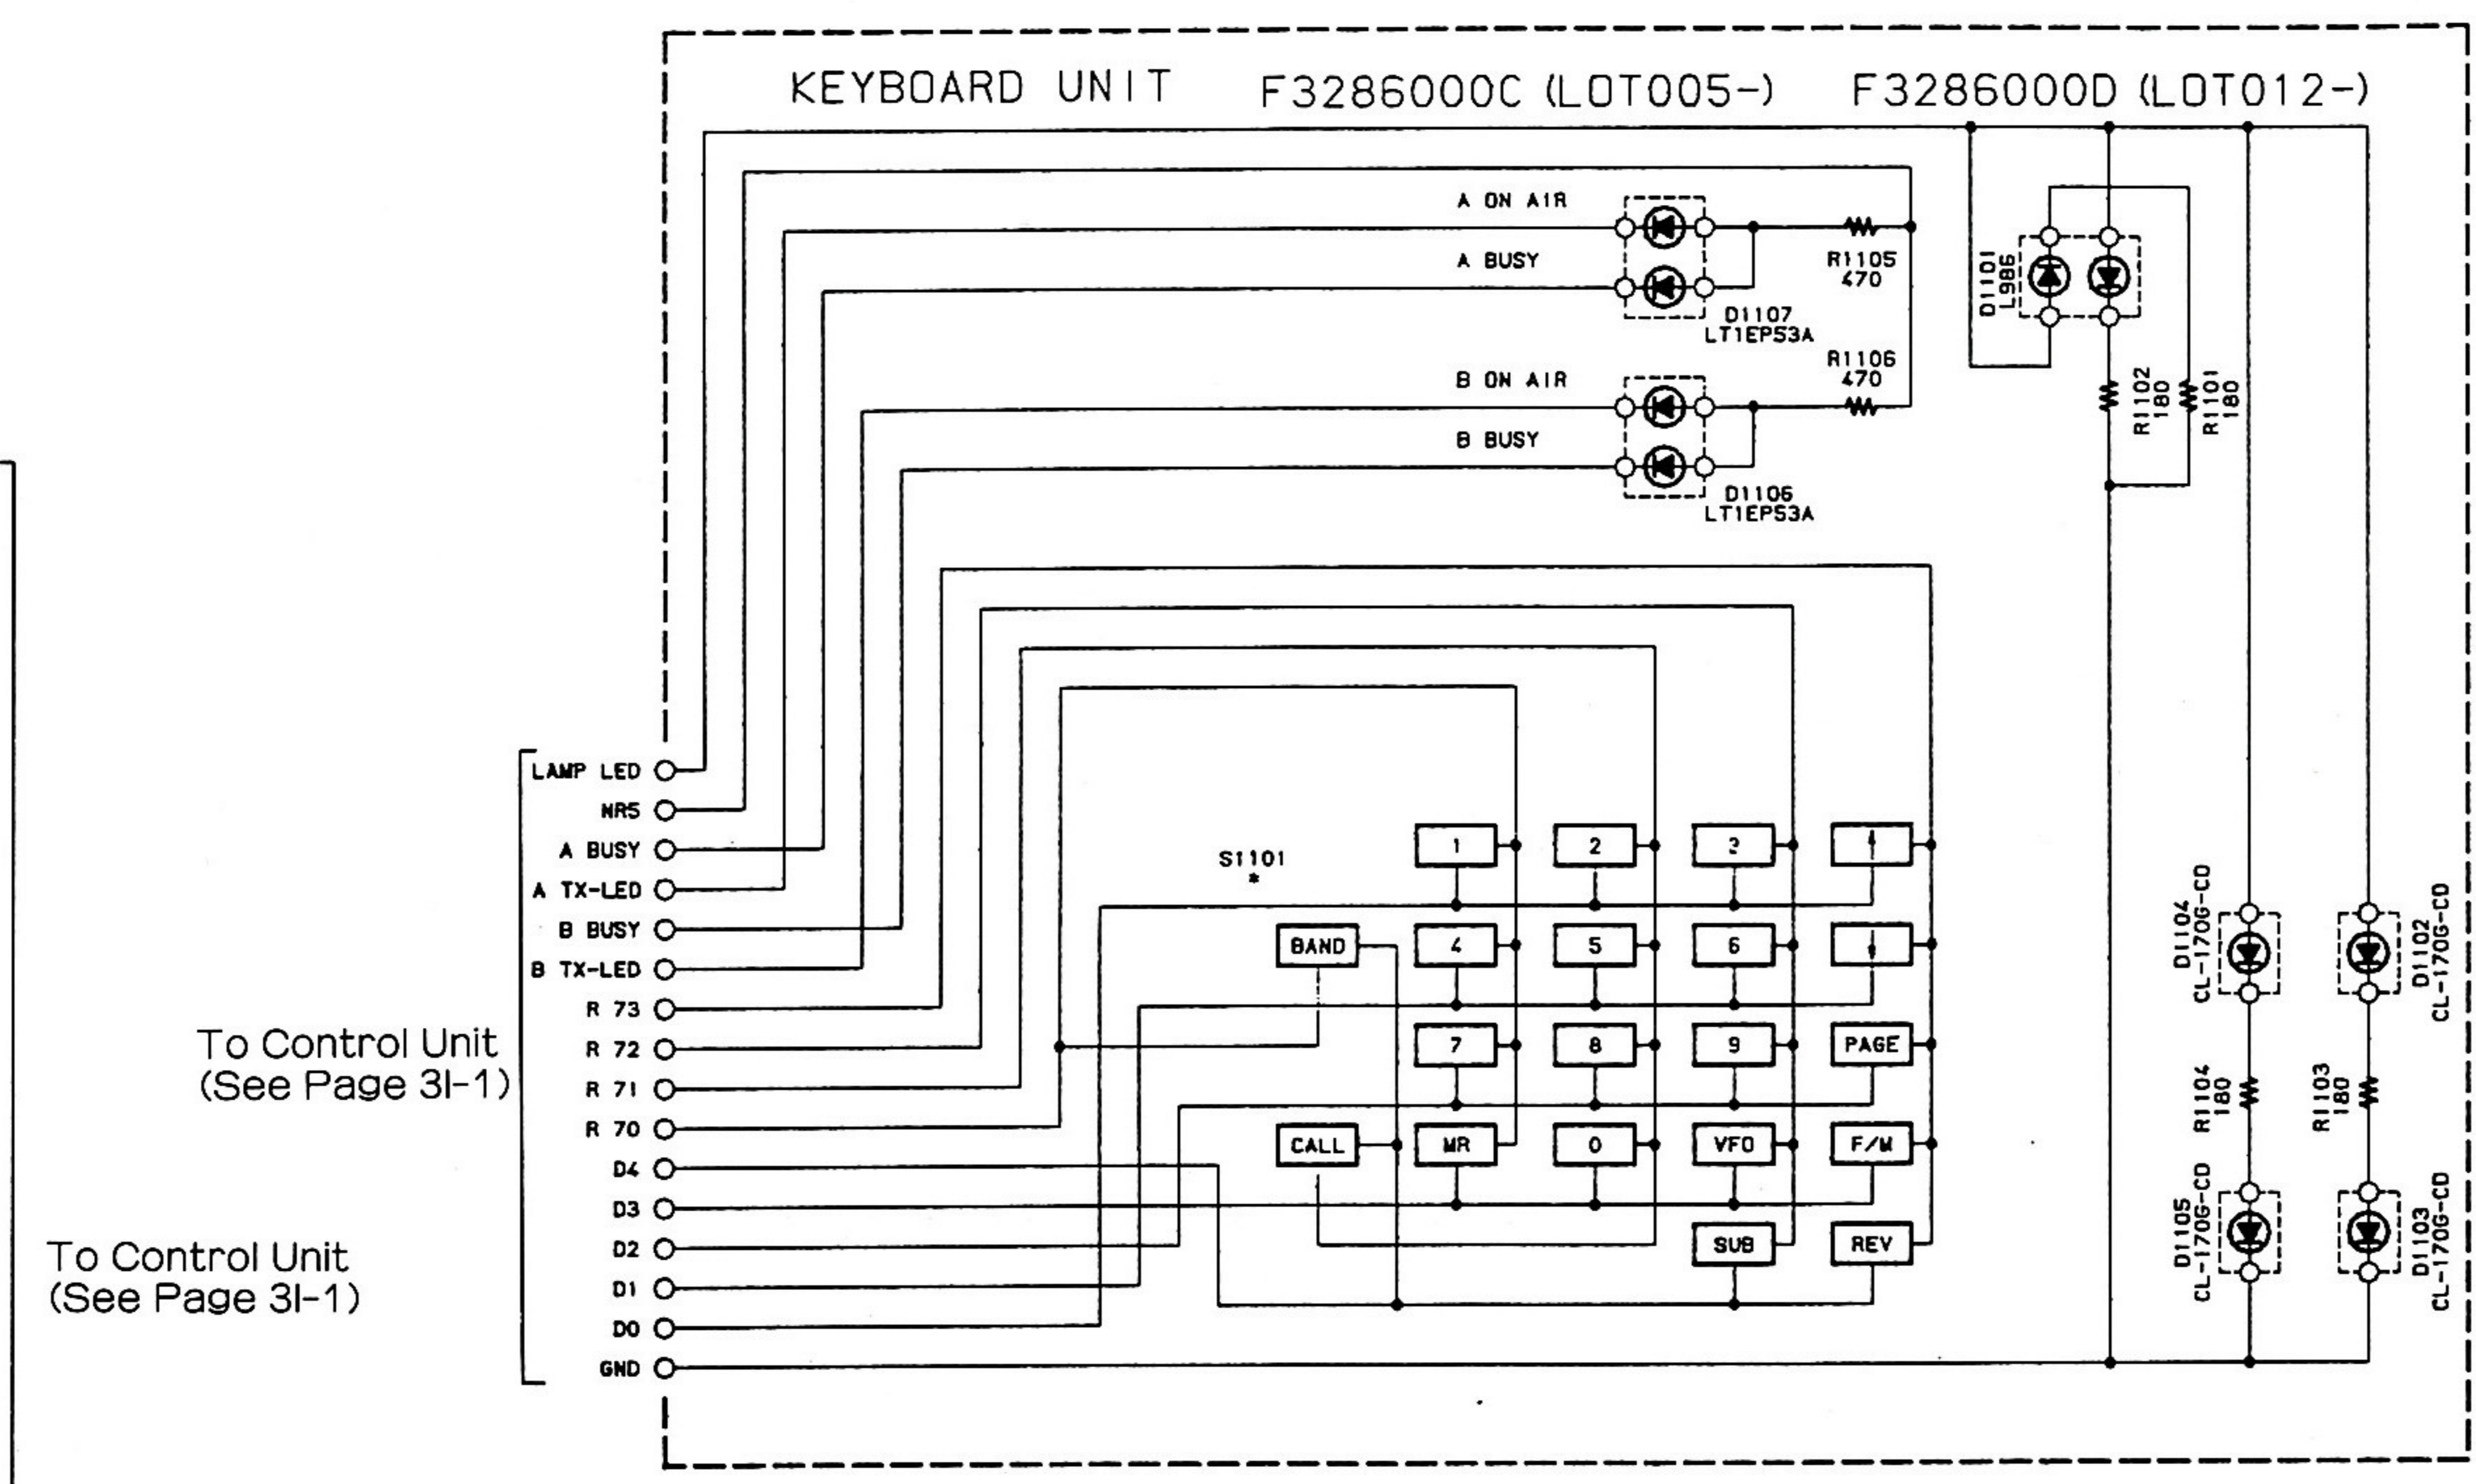 KEYBOARD UNIT F3286000C (LOT005-) F3286000D (LOT012-)
A ON AIR
A BUSY
R1105
470
D1107
LT1EP53A
R1106
470
B ON AIR
B BUSY
D1106
LT1EP53A
D1101
L986
R1102
180
R1101
180
LAMP LED
A BUSY
A TX-LED
B BUSY
B TX-LED
R 73
R 72
R 71
R 70
D4
D3
D2
D1
D0
GND
To Control Unit
(See Page 3I-1)
To Control Unit
(See Page 3I-1)
S1101
*
1 2 ↑
BAND 4 5 6 ↓
7 8 9 PAGE
CALL MR 0 VFO
SUB REV
D1104
CL-170G-CD
D1102
CL-170G-CD
R1104
180
R1103
180
D1105
CL-170G-CD
D1103
CL-170G-CD